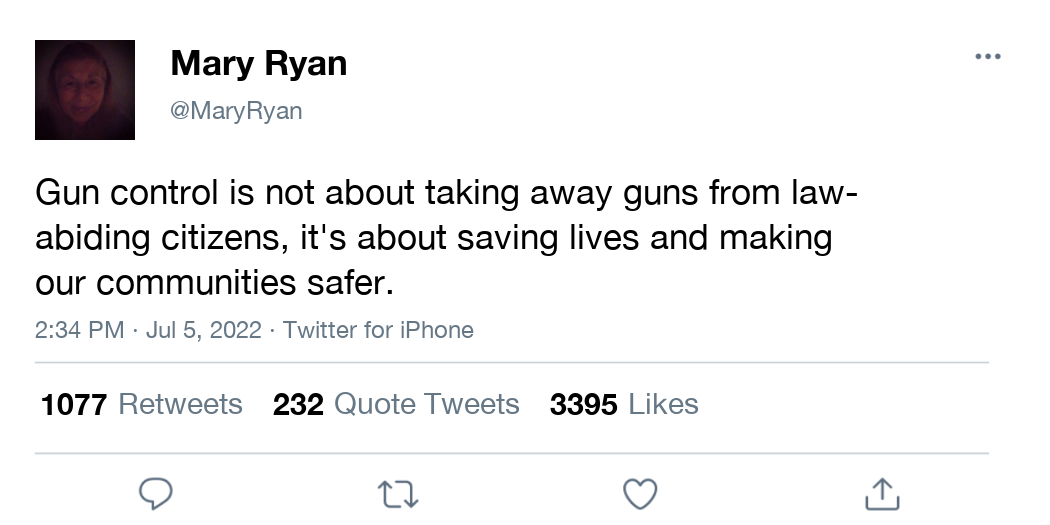 Mary Ryan
@MaryRyan
Gun control is not about taking away guns from law-
abiding citizens, it's about saving lives and making
our communities safer.
2:34 PM · Jul 5, 2022 · Twitter for iPhone
1077 Retweets 232 Quote Tweets 3395 Likes